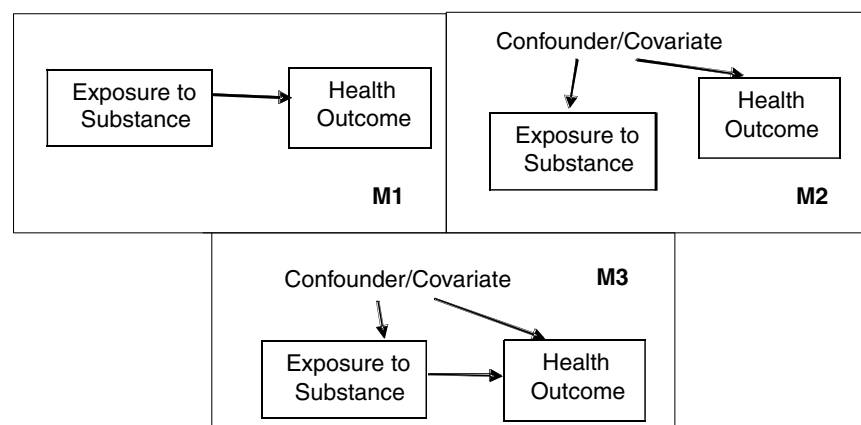 Exposure to
Substance
Health
Outcome
M1
Confounder/Covariate
Exposure to
Substance
Health
Outcome
M2
Confounder/Covariate
M3
Exposure to
Substance
Health
Outcome